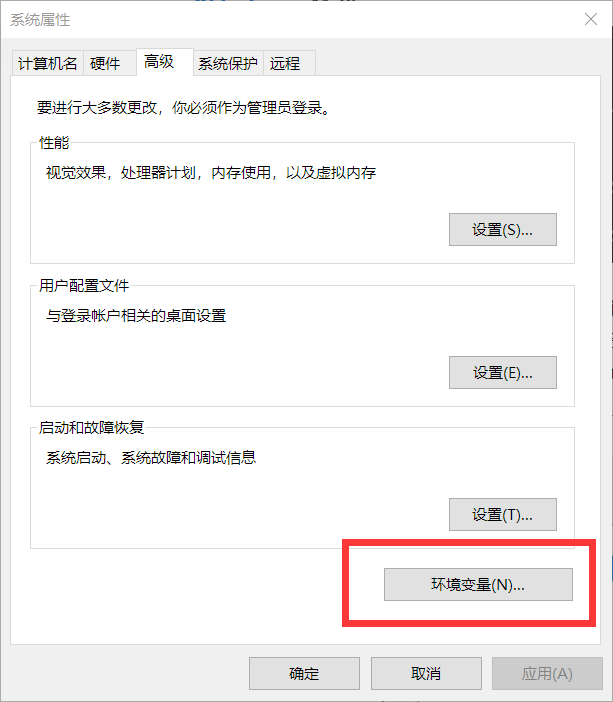 系统属性
计算机名 硬件 高级 系统保护 远程
要进行大多数更改，你必须作为管理员登录。
性能
视觉效果，处理器计划，内存使用，以及虚拟内存
设置(S)...
用户配置文件
与登录帐户相关的桌面设置
设置(E)...
启动和故障恢复
系统启动、系统故障和调试信息
设置(T)...
环境变量(N)...
确定 取消 应用(A)